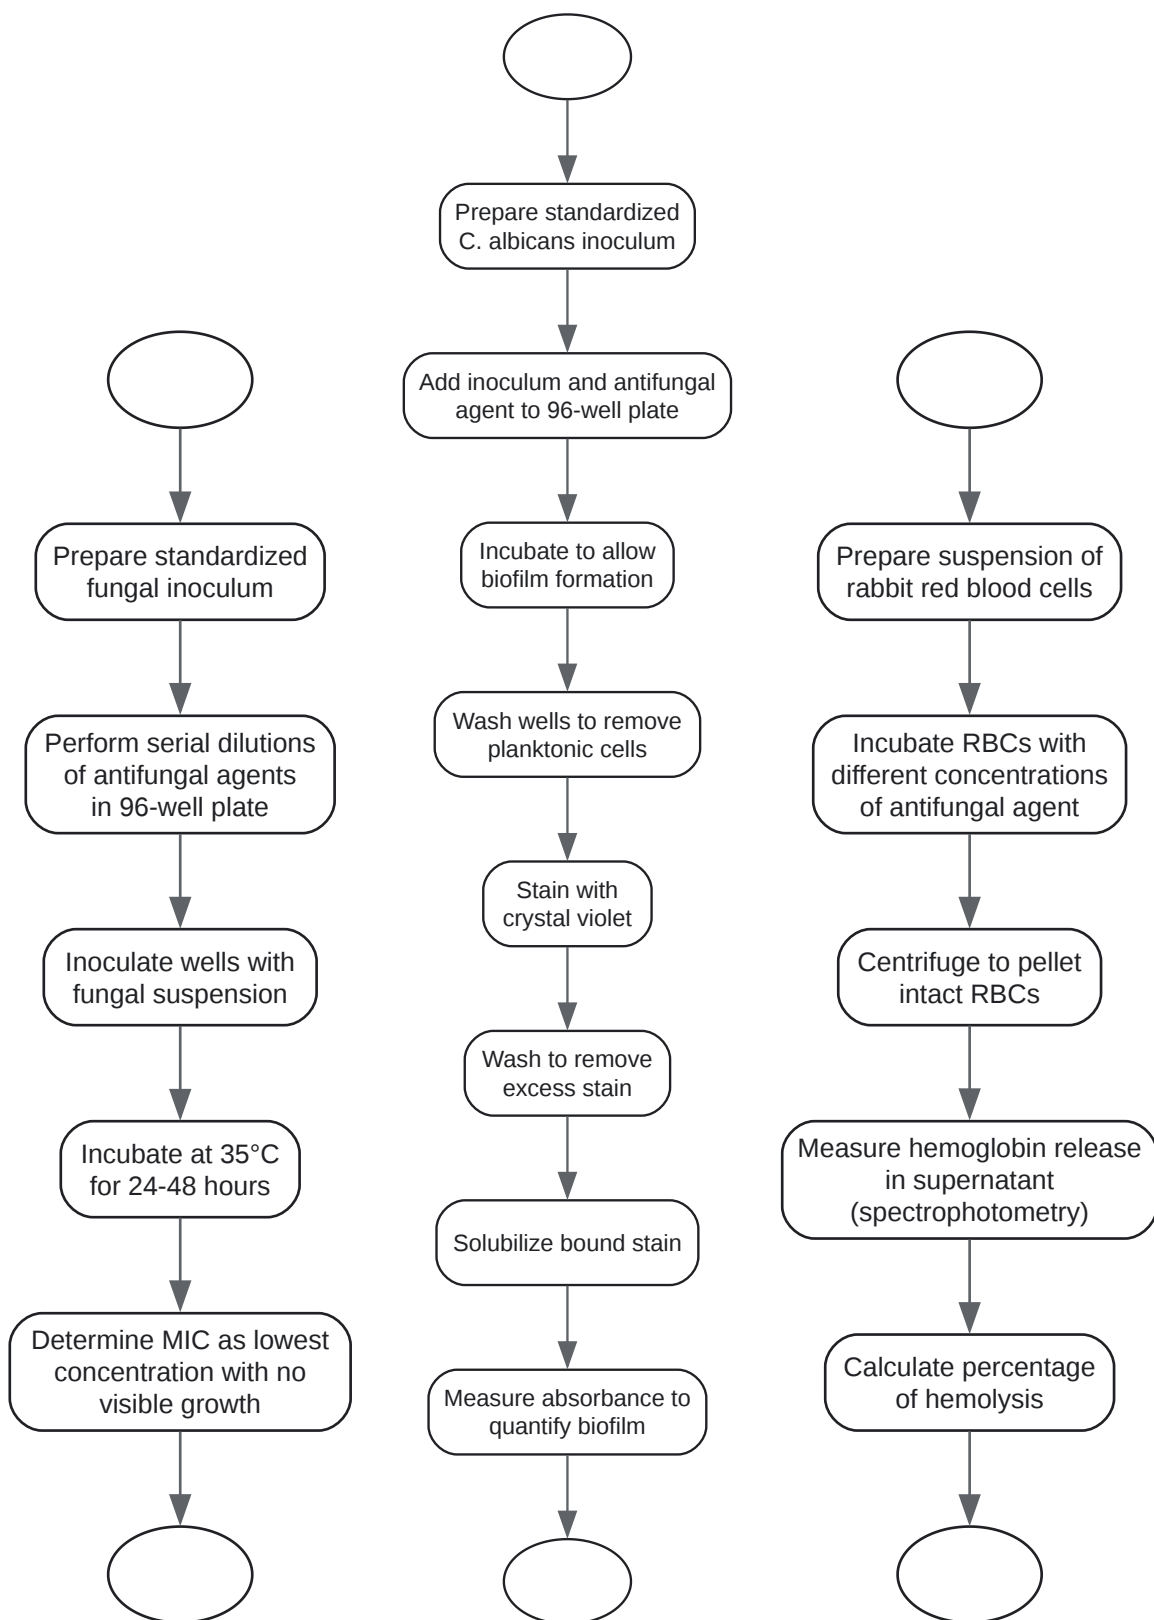 Prepare standardized
fungal inoculum
Perform serial dilutions
of antifungal agents
in 96-well plate
Inoculate wells with
fungal suspension
Incubate at 35°C
for 24-48 hours
Determine MIC as lowest
concentration with no
visible growth
Prepare standardized
C. albicans inoculum
Add inoculum and antifungal
agent to 96-well plate
Incubate to allow
biofilm formation
Wash wells to remove
planktonic cells
Stain with
crystal violet
Wash to remove
excess stain
Solubilize bound stain
Measure absorbance to
quantify biofilm
Prepare suspension of
rabbit red blood cells
Incubate RBCs with
different concentrations
of antifungal agent
Centrifuge to pellet
intact RBCs
Measure hemoglobin release
in supernatant
(spectrophotometry)
Calculate percentage
of hemolysis